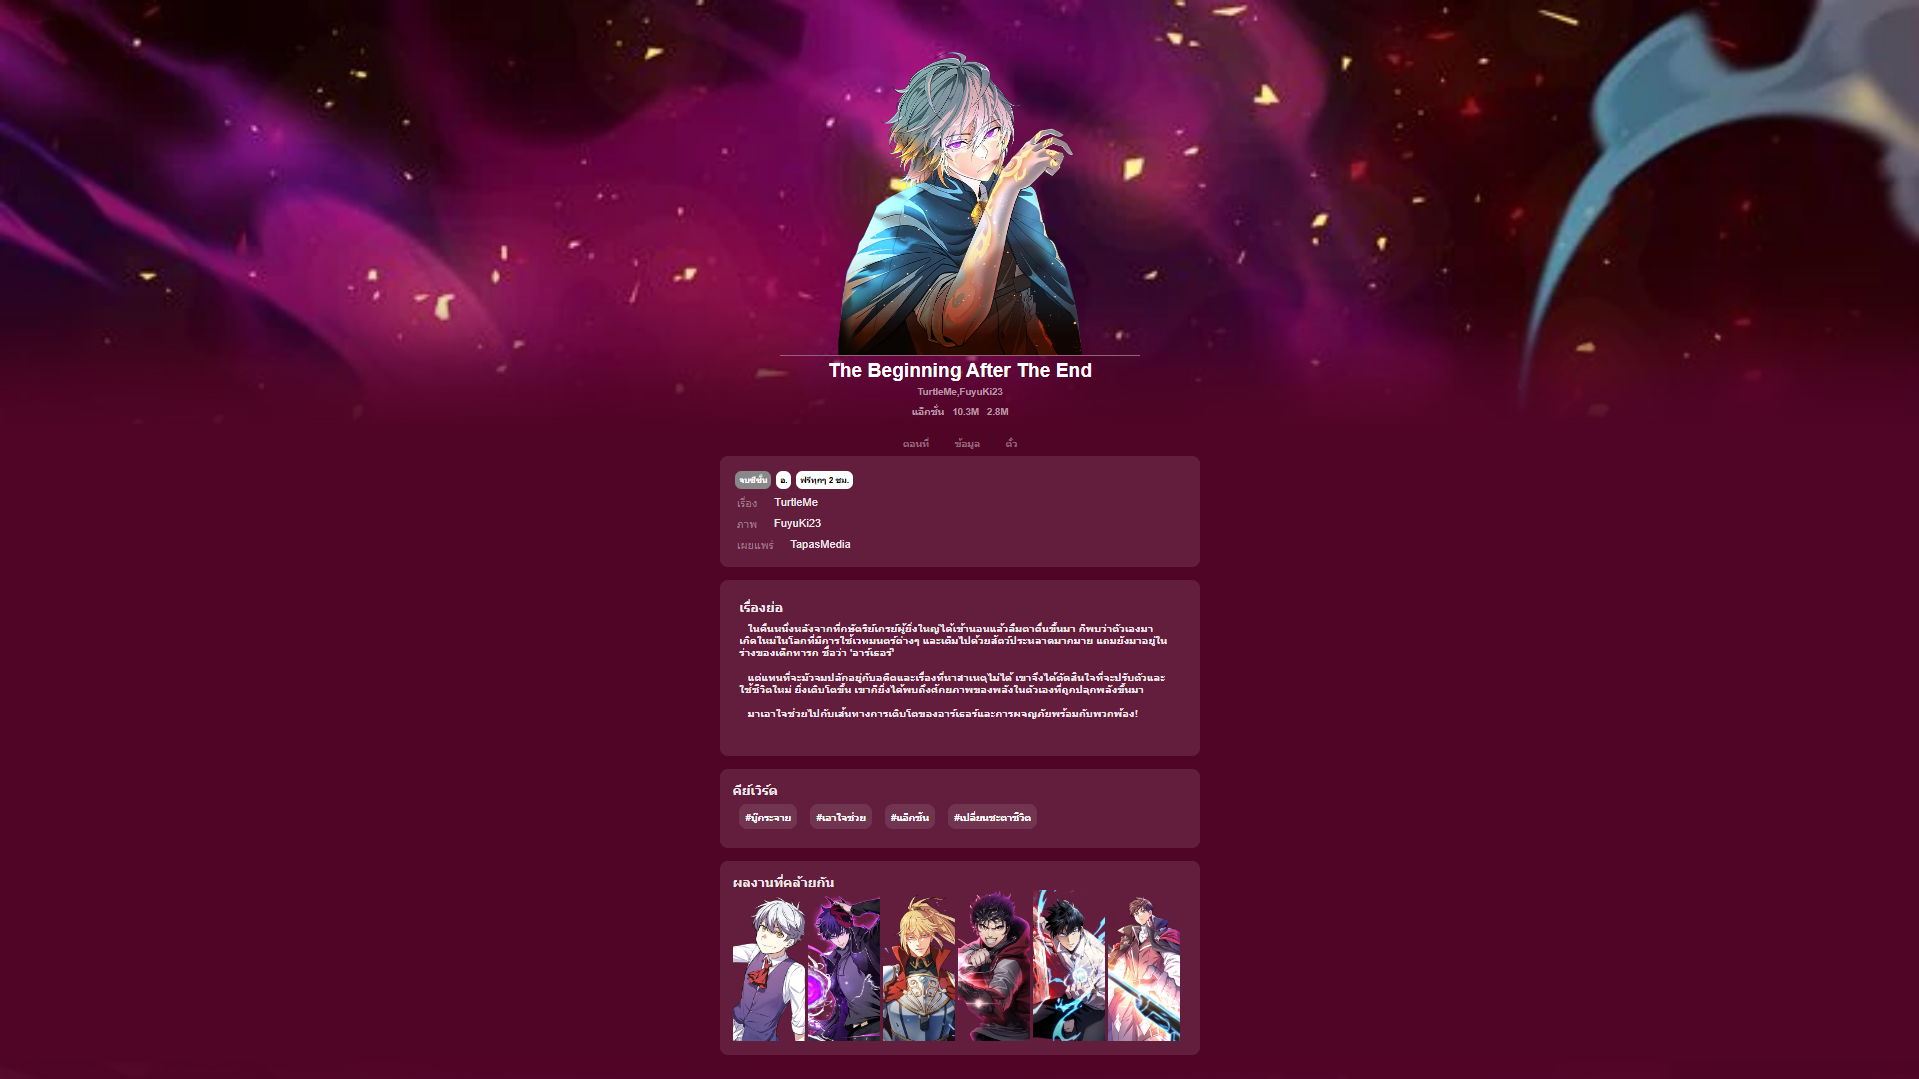 The Beginning After The End
TurtleMe,FuyuKi23
แอ็กชั่น 10.3M 2.8M
ตอนที่ ข้อมูล ตั๋ว
จบซีซั่น อ. ฟรีทุกๆ 2 ชม.
เรื่อง TurtleMe
ภาพ FuyuKi23
เผยแพร่ TapasMedia
เรื่องย่อ
ในคืนหนึ่งหลังจากที่กษัตริย์เกรย์ผู้ยิ่งใหญ่ได้เข้านอนแล้วลืมตาตื่นขึ้นมา ก็พบว่าตัวเองมา
เกิดใหม่ในโลกที่มีการใช้เวทมนตร์ต่างๆ และเต็มไปด้วยสัตว์ประหลาดมากมาย แถมยังมาอยู่ใน
ร่างของเด็กทารก ชื่อว่า 'อาร์เธอร์'
แต่แทนที่จะมัวจมปลักอยู่กับอดีตและเรื่องที่หาสาเหตุไม่ได้ เขาจึงได้ตัดสินใจที่จะปรับตัวและ
ใช้ชีวิตใหม่ ยิ่งเติบโตขึ้น เขาก็ยิ่งได้พบถึงศักยภาพของพลังในตัวเองที่ถูกปลุกพลังขึ้นมา
มาเอาใจช่วยไปกับเส้นทางการเติบโตของอาร์เธอร์และการผจญภัยพร้อมกับพวกพ้อง!
คีย์เวิร์ด
#บู๊กระจาย #เอาใจช่วย #แอ็กชัน #เปลี่ยนชะตาชีวิต
ผลงานที่คล้ายกัน